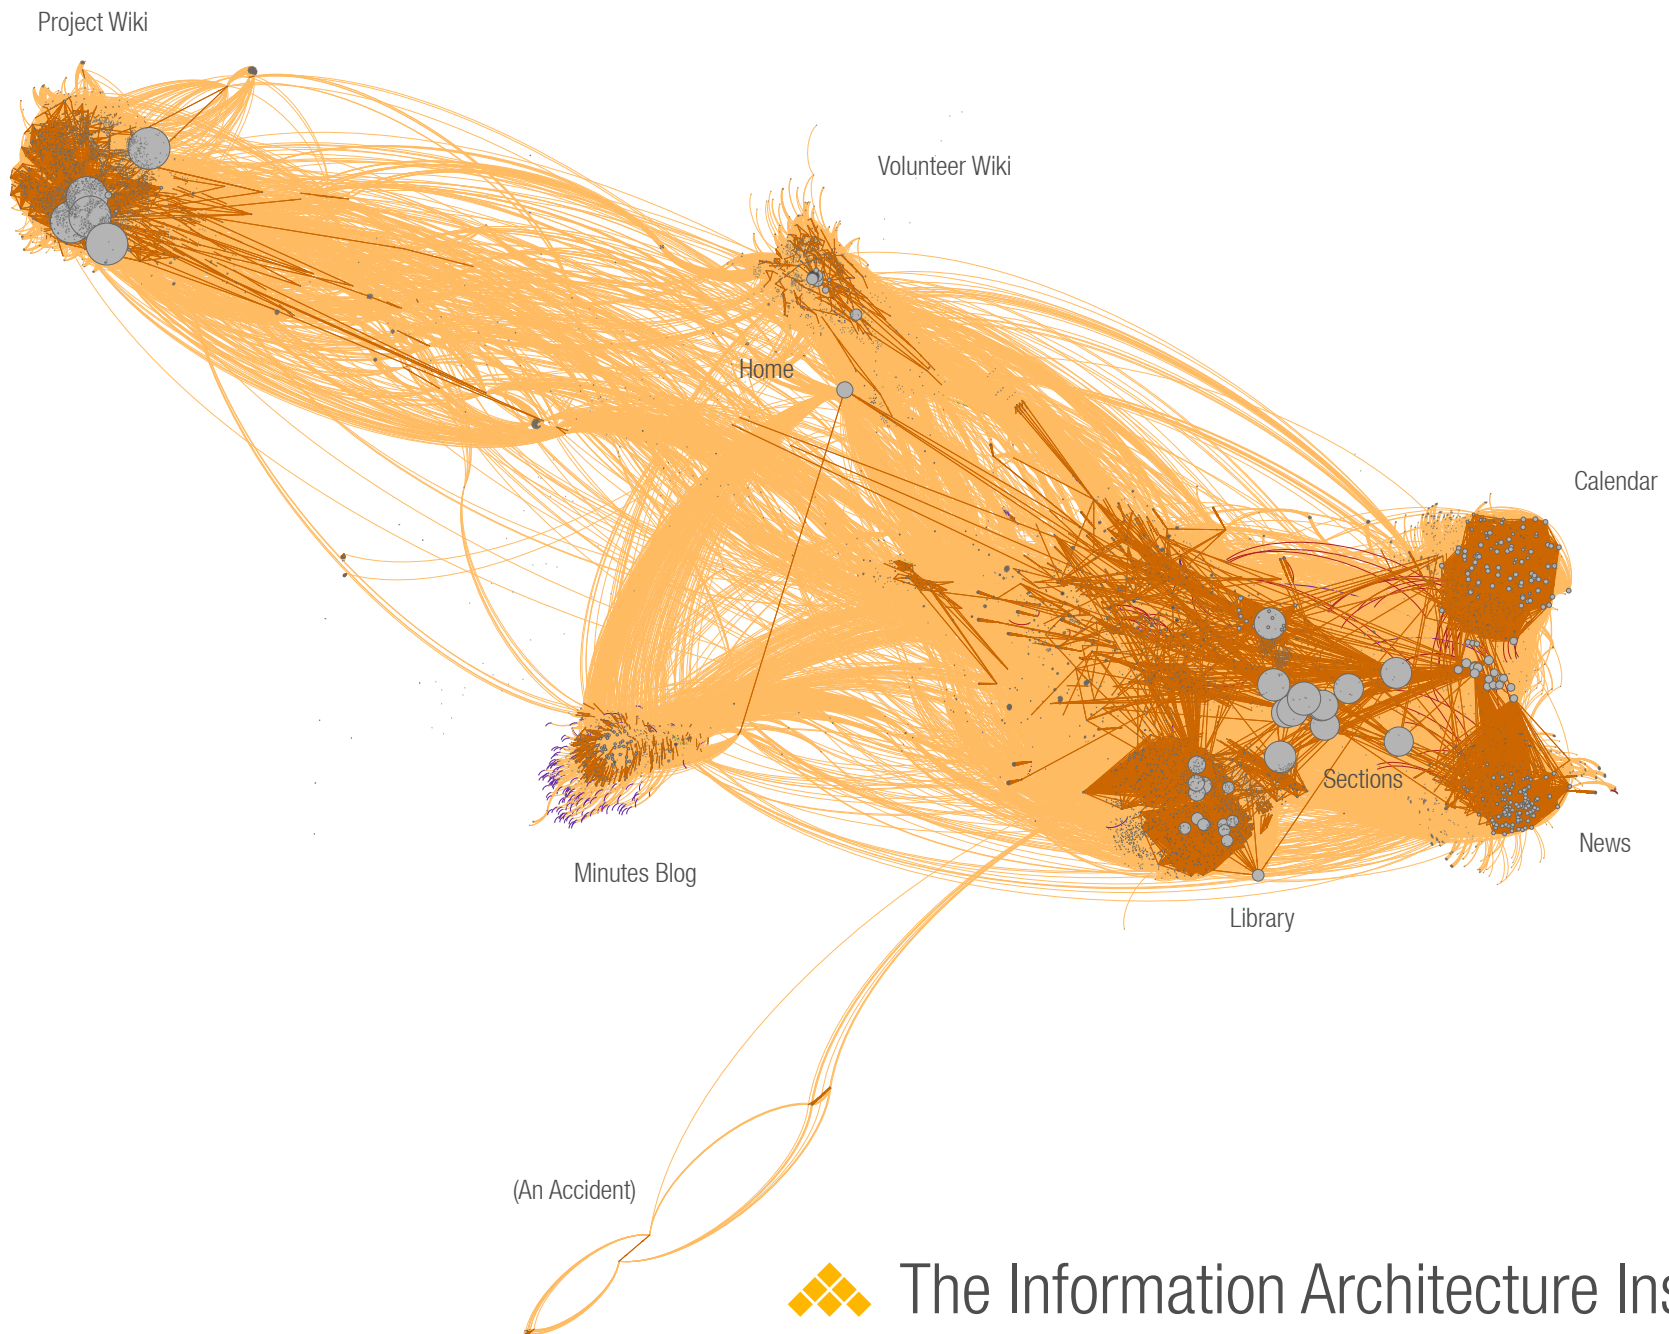 Project Wiki
Volunteer Wiki
Home
Calendar
Sections
News
Minutes Blog
Library
(An Accident)
The Information Architecture Ins